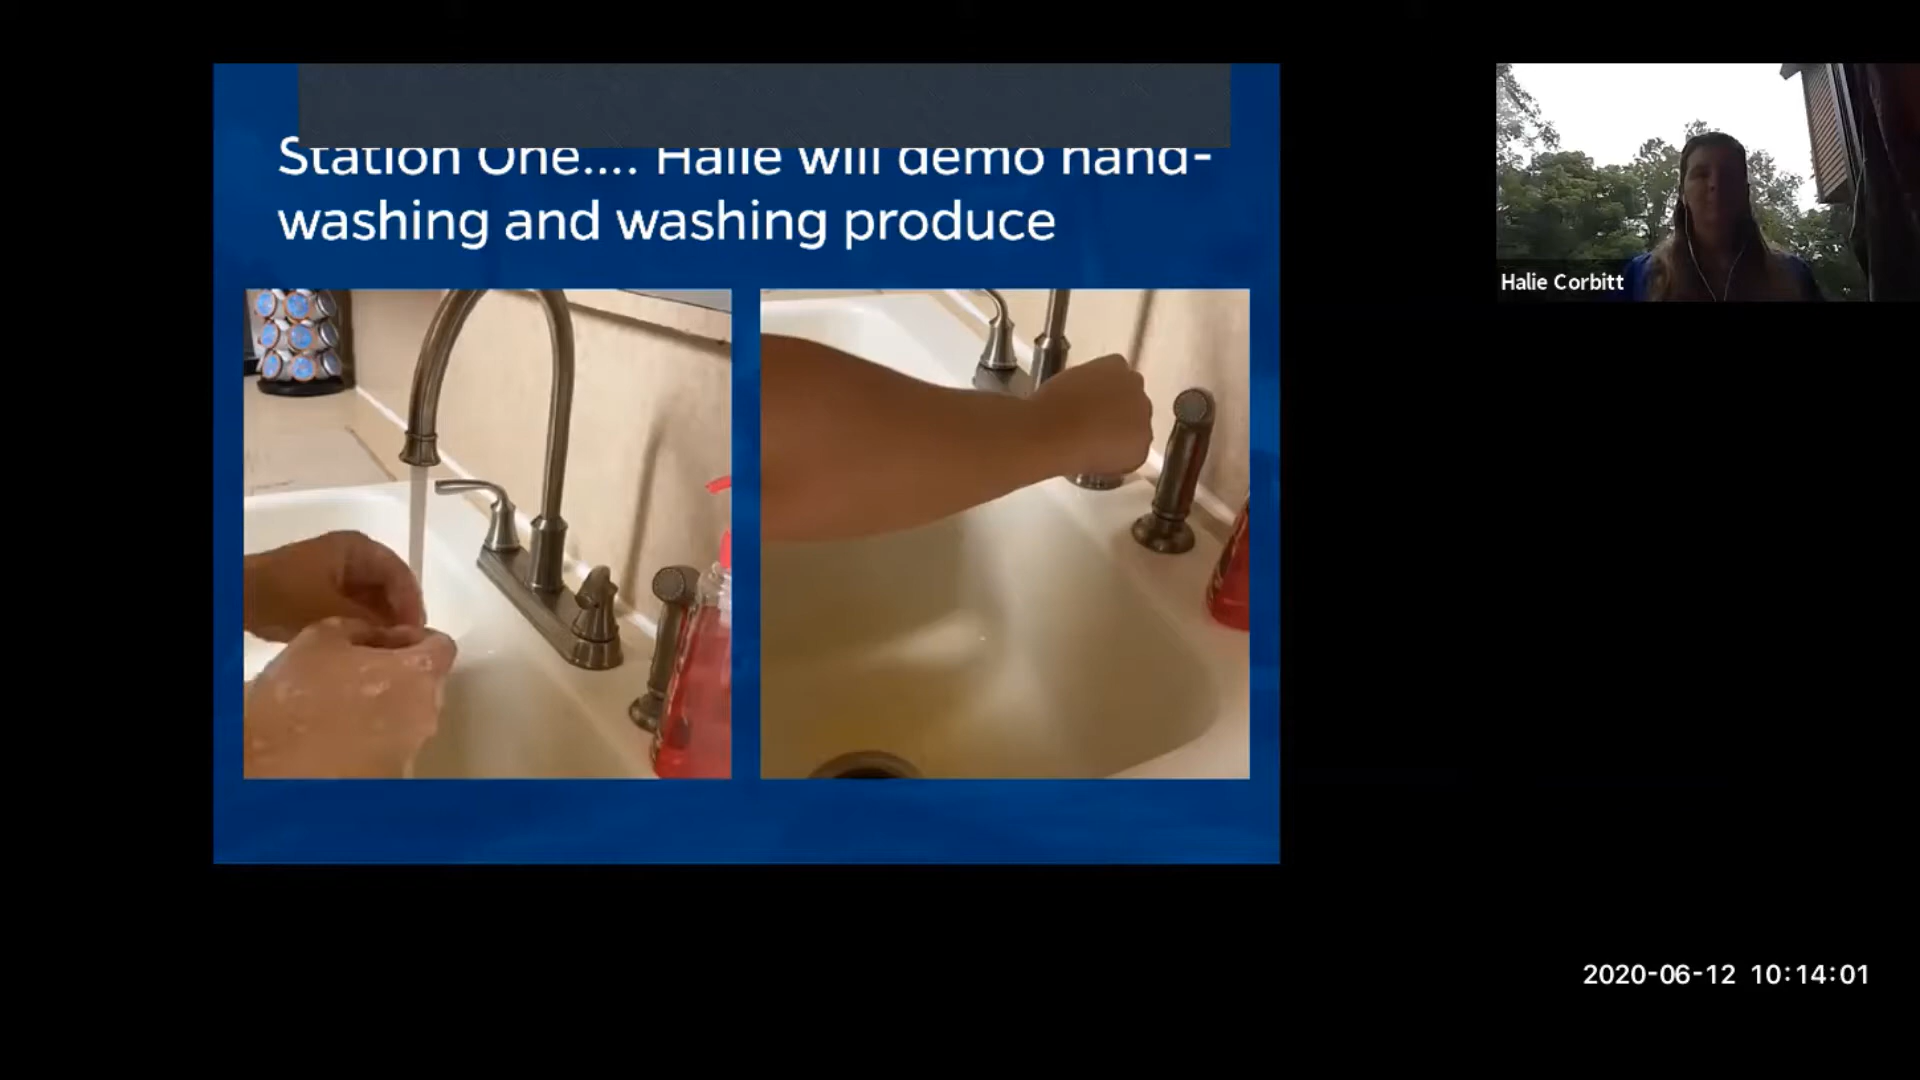 Station One.... Halie will demo hand-
washing and washing produce
Halie Corbitt
2020-06-12 10:14:01